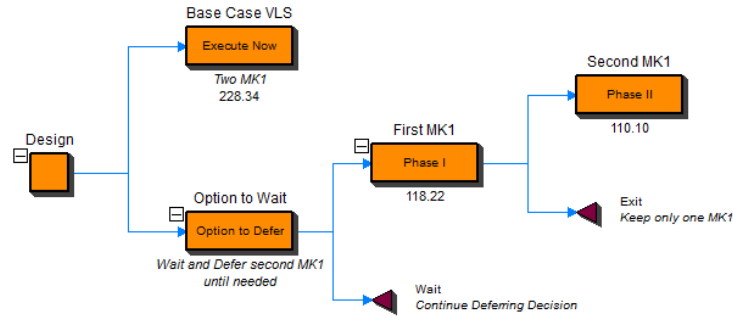 Base Case VLS
Execute Now
Two MK1
228.34
Second MK1
Phase II
110.10
Design
First MK1
Phase I
118.22
Option to Wait
Option to Defer
Wait and Defer second MK1
until needed
Exit
Keep only one MK1
Wait
Continue Deferring Decision